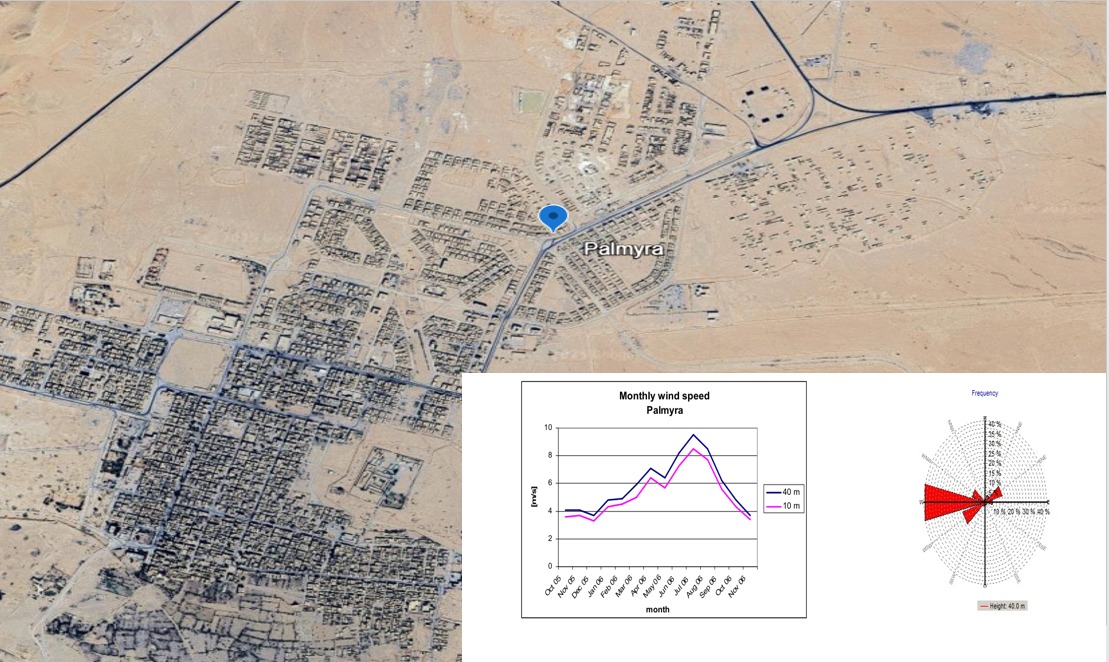 Palmyra
Monthly wind speed
Palmyra
10
8
6
4
2
0
[m/s]
Oct 05
Nov 05
Dec 05
Jan 06
Feb 06
Mar 06
Apr 06
May 06
Jun 06
Jul 06
Aug 06
Sep 06
Oct 06
Nov 06
month
40 m
10 m
Frequency
40 %
35 %
30 %
25 %
20 %
15 %
10 %
10 % 20 % 30 % 40 %
Height: 40.0 m